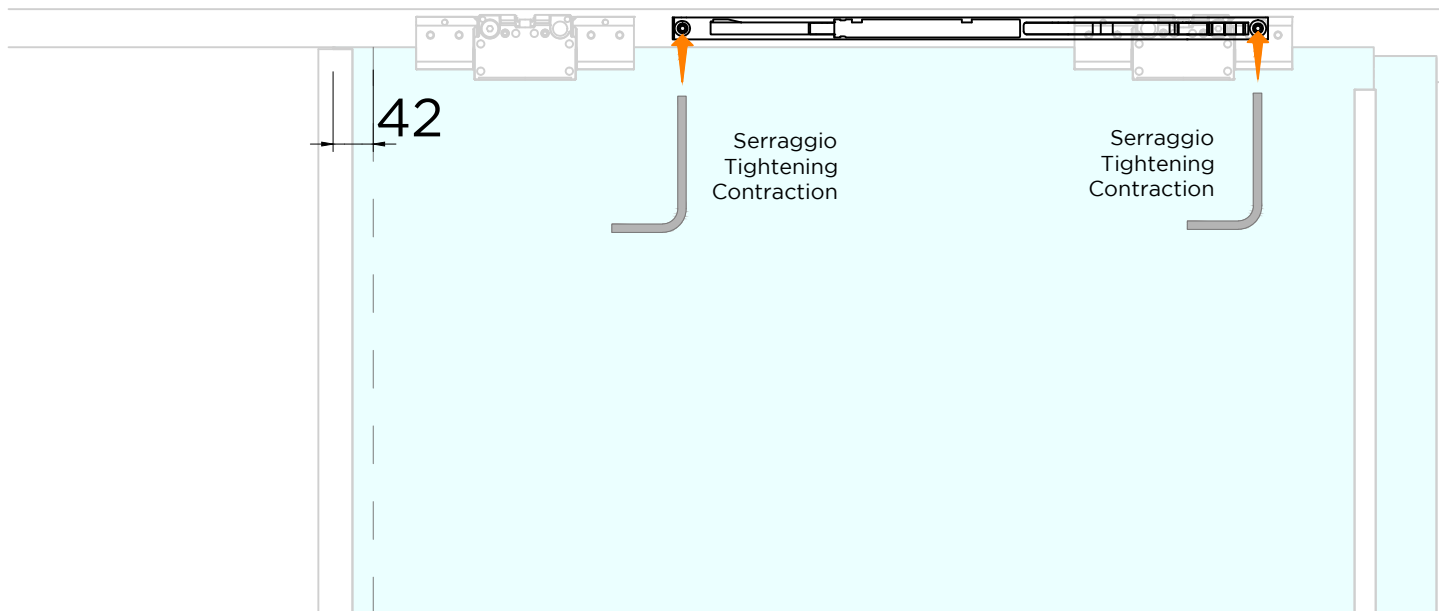 42
Serraggio
Tightening
Contraction
Serraggio
Tightening
Contraction